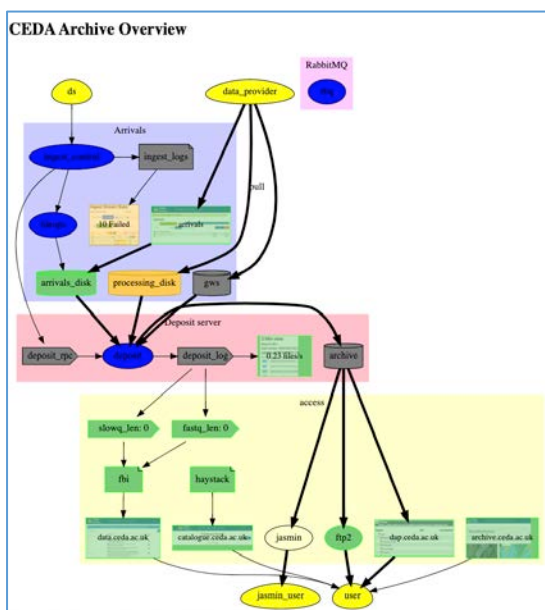 CEDA Archive Overview
RabbitMQ
ds
data_provider
Arrivals
ingest_control
ingest_logs
pull
10 Failed
arrivals
arrivals_disk
processing_disk
gws
Deposit server
deposit_rpc
deposit
deposit_log
0.23 files/s
archive
access
slowq_len: 0
fastq_len: 0
fbi
haystack
data.ceda.ac.uk
catalogue.ceda.ac.uk
jasmin
ftp2
dap.ceda.ac.uk
archive.ceda.ac.uk
jasmin_user
user